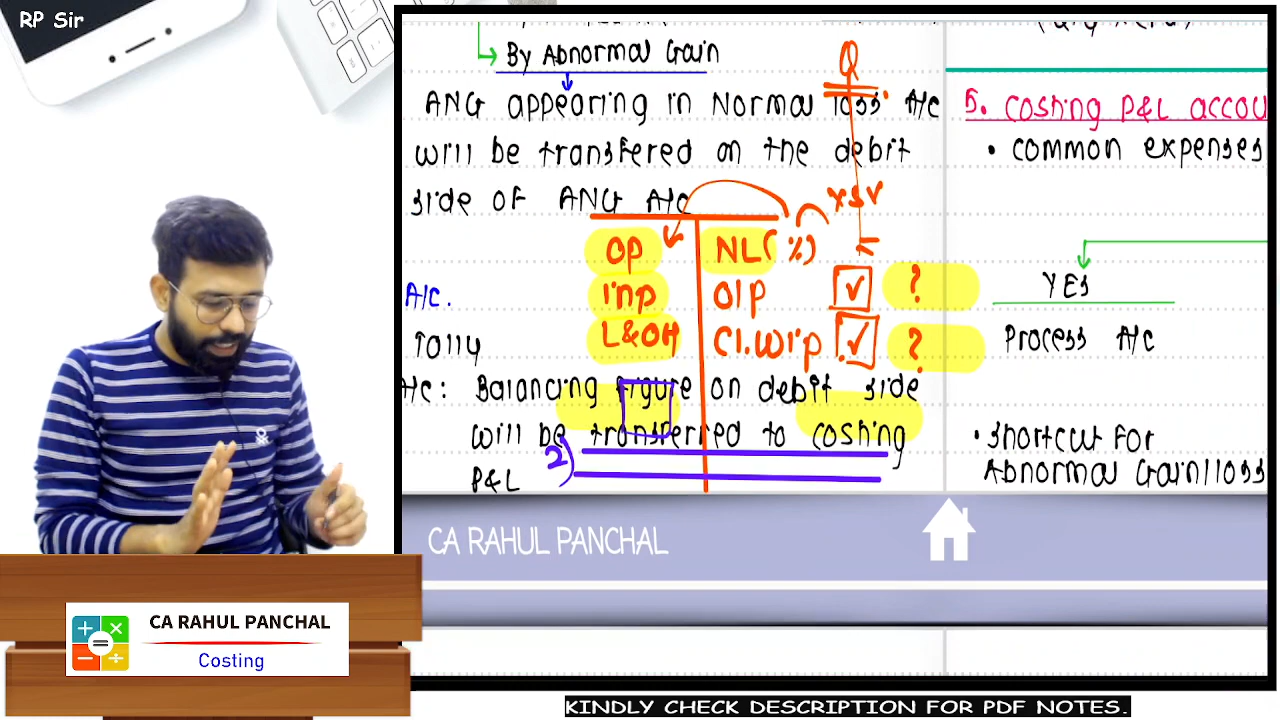 RP Sir
By Abnormal Gain
Q
ANG appearing in Normal loss A/C
will be transfered on the debit
side of ANG A/C
OP NL(%)
Inp O/P ✓ ?
L&OH Cl.wip ✓ ?
A/C.
Tally
A/C: Balancing figure on debit side
will be transferred to costing
2)
P&L
5. Costing P&L accou
• common expenses
YES
Process A/C
• Shortcut For
Abnormal Gain/loss
CA RAHUL PANCHAL
CA RAHUL PANCHAL
Costing
KINDLY CHECK DESCRIPTION FOR PDF NOTES.